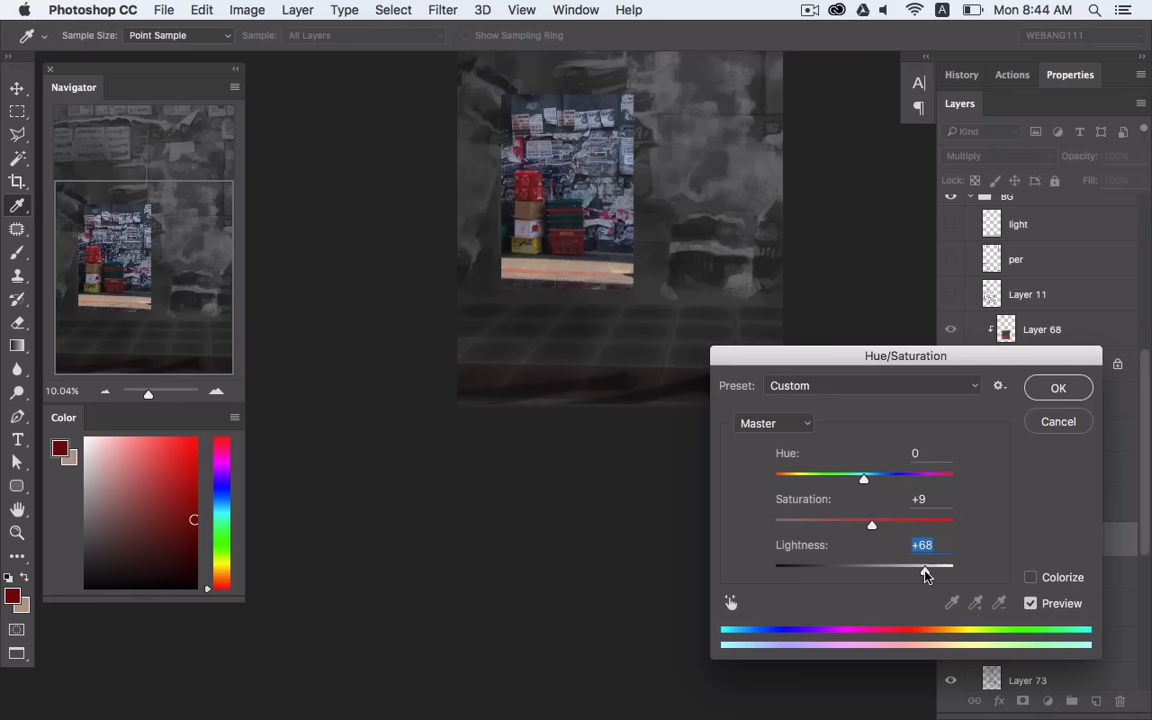 Photoshop CC File Edit Image Layer Type Select Filter 3D View Window Help A Mon 8:44 AM
Sample Size: Point Sample Sample: All Layers Show Sampling Ring WEBANG111
Navigator
10.04%
Color
T
A|
¶
History Actions Properties
Layers
Kind
Multiply Opacity: 100%
Lock: Fill: 100%
BG
light
per
Layer 11
Layer 68
Hue/Saturation
Preset: Custom OK
Master Cancel
Hue: 0
Saturation: +9
Lightness: +68
Colorize
Preview
Layer 73
fx